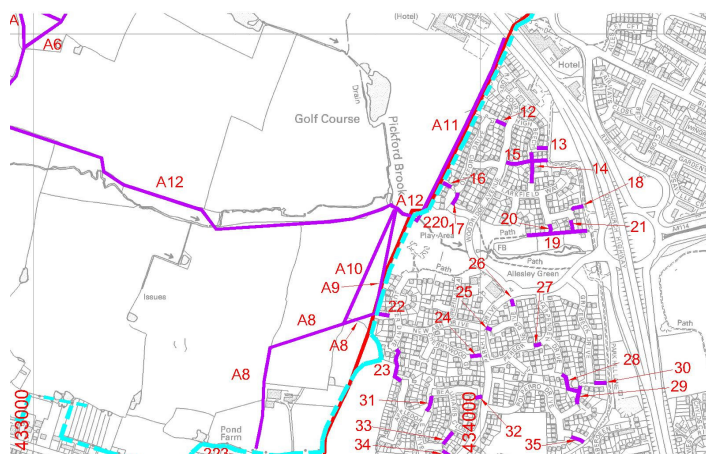 (Hotel)
A6
Hotel
Drain
Golf Course
Pickford Brook
A11
12
13
15
14
16
18
A12
A12
220
17
20
21
Path
19
A4114
Play Area
FB
Path
Allesley Green
Path
A10
A9
26
27
Issues
25
22
24
Path
A8
A8
23
28
30
A8
29
31
32
433000
434000
33
Pond
Farm
34
35
223